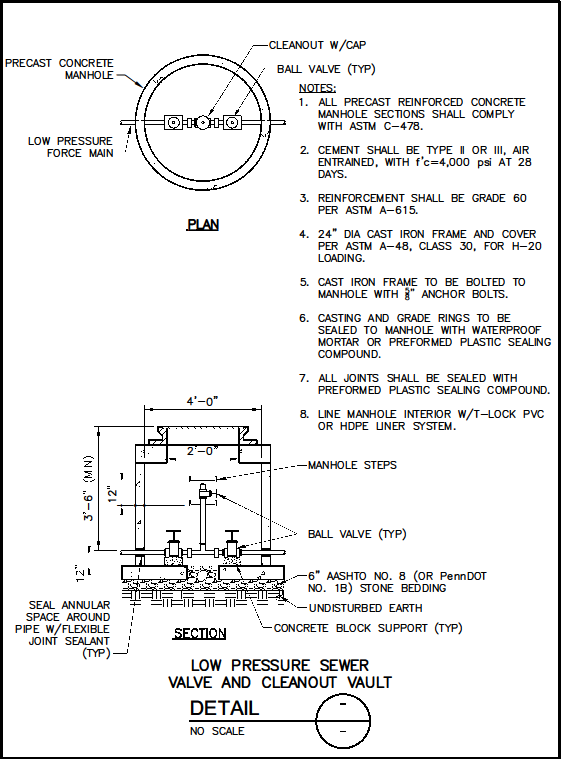 CLEANOUT W/CAP
PRECAST CONCRETE
MANHOLE
BALL VALVE (TYP)
LOW PRESSURE
FORCE MAIN
PLAN
NOTES:
1. ALL PRECAST REINFORCED CONCRETE
MANHOLE SECTIONS SHALL COMPLY
WITH ASTM C-478.
2. CEMENT SHALL BE TYPE II OR III, AIR
ENTRAINED, WITH f'c=4,000 psi AT 28
DAYS.
3. REINFORCEMENT SHALL BE GRADE 60
PER ASTM A-615.
4. 24" DIA CAST IRON FRAME AND COVER
PER ASTM A-48, CLASS 30, FOR H-20
LOADING.
5. CAST IRON FRAME TO BE BOLTED TO
MANHOLE WITH 5/8" ANCHOR BOLTS.
6. CASTING AND GRADE RINGS TO BE
SEALED TO MANHOLE WITH WATERPROOF
MORTAR OR PREFORMED PLASTIC SEALING
COMPOUND.
7. ALL JOINTS SHALL BE SEALED WITH
PREFORMED PLASTIC SEALING COMPOUND.
8. LINE MANHOLE INTERIOR W/T-LOCK PVC
OR HDPE LINER SYSTEM.
4'-0"
2'-0"
3'-6" (MIN)
12"
12"
MANHOLE STEPS
BALL VALVE (TYP)
6" AASHTO NO. 8 (OR PennDOT
NO. 1B) STONE BEDDING
UNDISTURBED EARTH
CONCRETE BLOCK SUPPORT (TYP)
SEAL ANNULAR
SPACE AROUND
PIPE W/FLEXIBLE
JOINT SEALANT
(TYP)
SECTION
LOW PRESSURE SEWER
VALVE AND CLEANOUT VAULT
DETAIL
NO SCALE
-
-